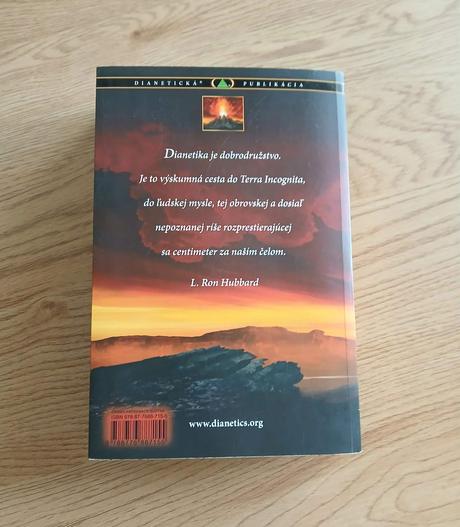 DIANETICKÁ® PUBLIKÁCIA
Dianetika je dobrodružstvo.
Je to výskumná cesta do Terra Incognita,
do ľudskej mysle, tej obrovskej a dosiaľ
nepoznanej ríše rozprestierajúcej
sa centimeter za naším čelom.
L. Ron Hubbard
www.dianetics.org